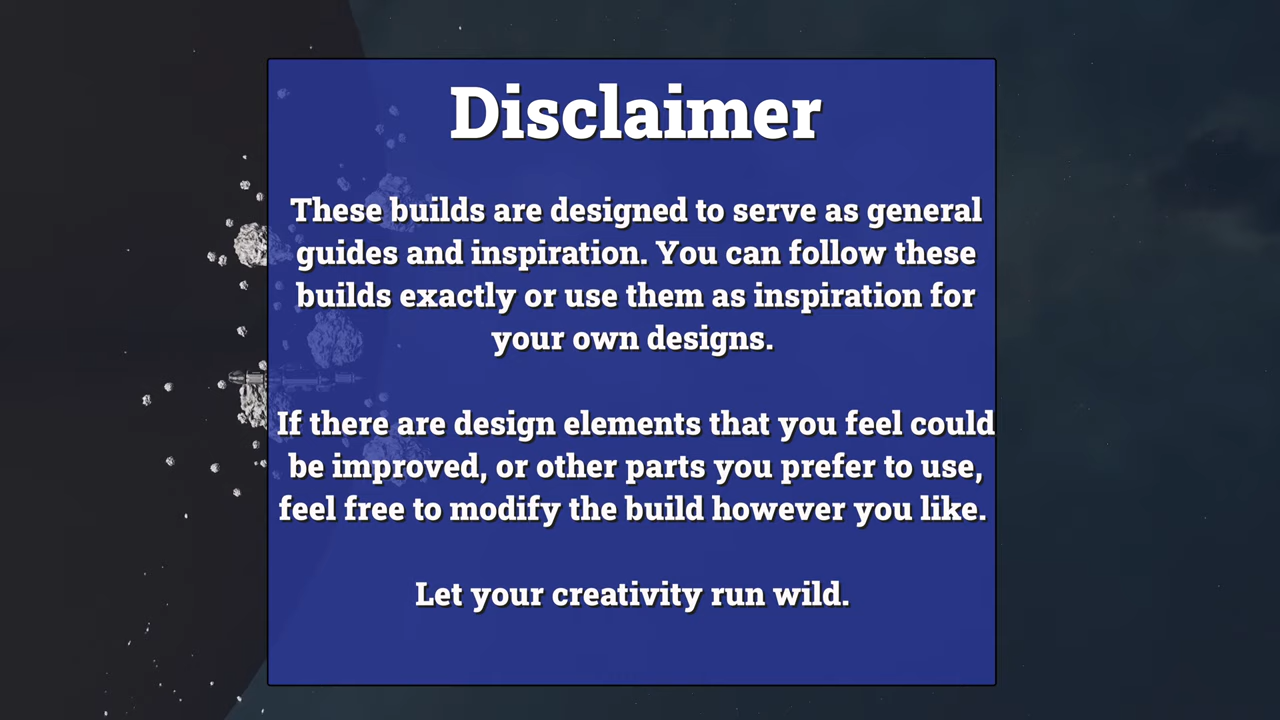 Disclaimer
These builds are designed to serve as general
guides and inspiration. You can follow these
builds exactly or use them as inspiration for
your own designs.
If there are design elements that you feel could
be improved, or other parts you prefer to use,
feel free to modify the build however you like.
Let your creativity run wild.